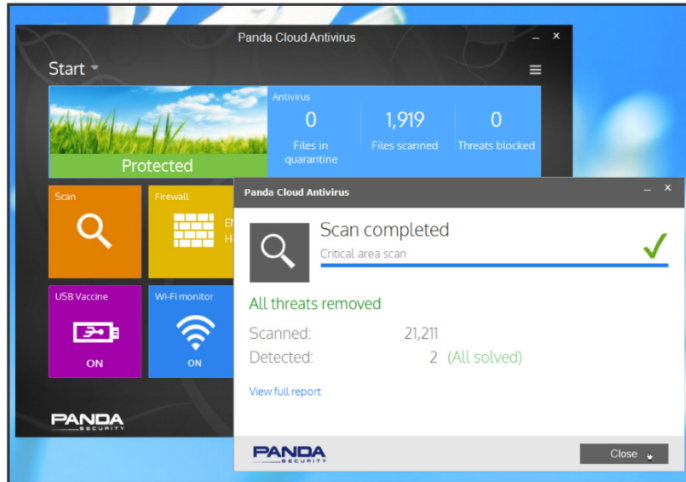 Panda Cloud Antivirus
Start
Antivirus
0
1,919
0
Files in quarantine
Files scanned
Threats blocked
Protected
Scan
Firewall
USB Vaccine
ON
Wi-Fi monitor
ON
PANDA
SECURITY
Panda Cloud Antivirus
Scan completed
Critical area scan
All threats removed
Scanned: 21,211
Detected: 2 (All solved)
View full report
PANDA
SECURITY
Close